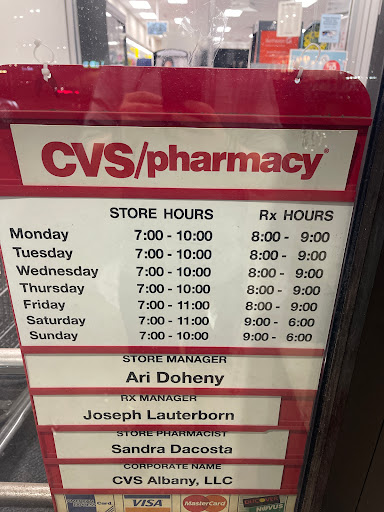 CVS/pharmacy
STORE HOURS Rx HOURS
Monday 7:00 - 10:00 8:00 - 9:00
Tuesday 7:00 - 10:00 8:00 - 9:00
Wednesday 7:00 - 10:00 8:00 - 9:00
Thursday 7:00 - 10:00 8:00 - 9:00
Friday 7:00 - 11:00 8:00 - 9:00
Saturday 7:00 - 11:00 9:00 - 6:00
Sunday 7:00 - 10:00 9:00 - 6:00
STORE MANAGER
Ari Doheny
RX MANAGER
Joseph Lauterborn
STORE PHARMACIST
Sandra Dacosta
CORPORATE NAME
CVS Albany, LLC
VISA MasterCard DISCOVER
NOVUS